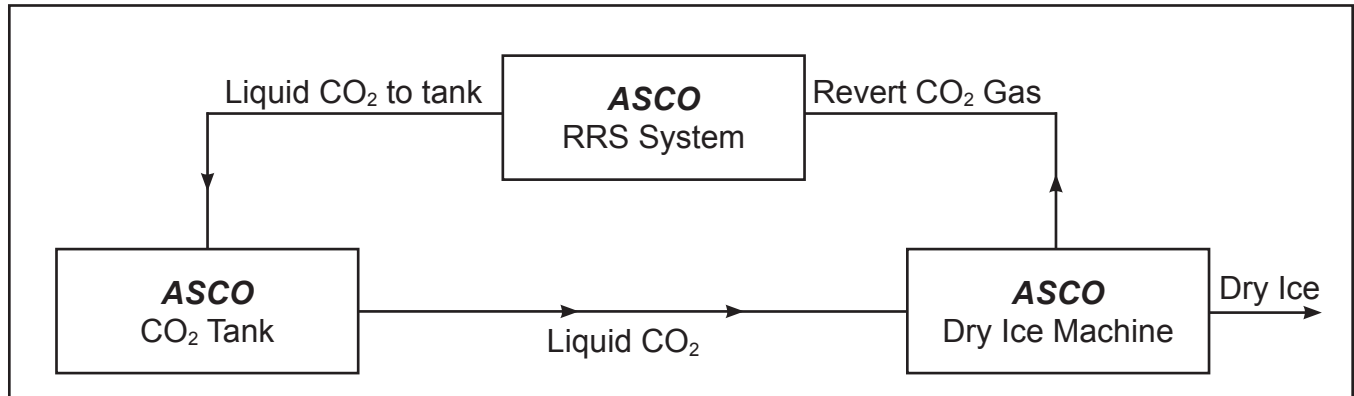 Liquid CO₂ to tank
ASCO
RRS System
Revert CO₂ Gas
ASCO
CO₂ Tank
Liquid CO₂
ASCO
Dry Ice Machine
Dry Ice